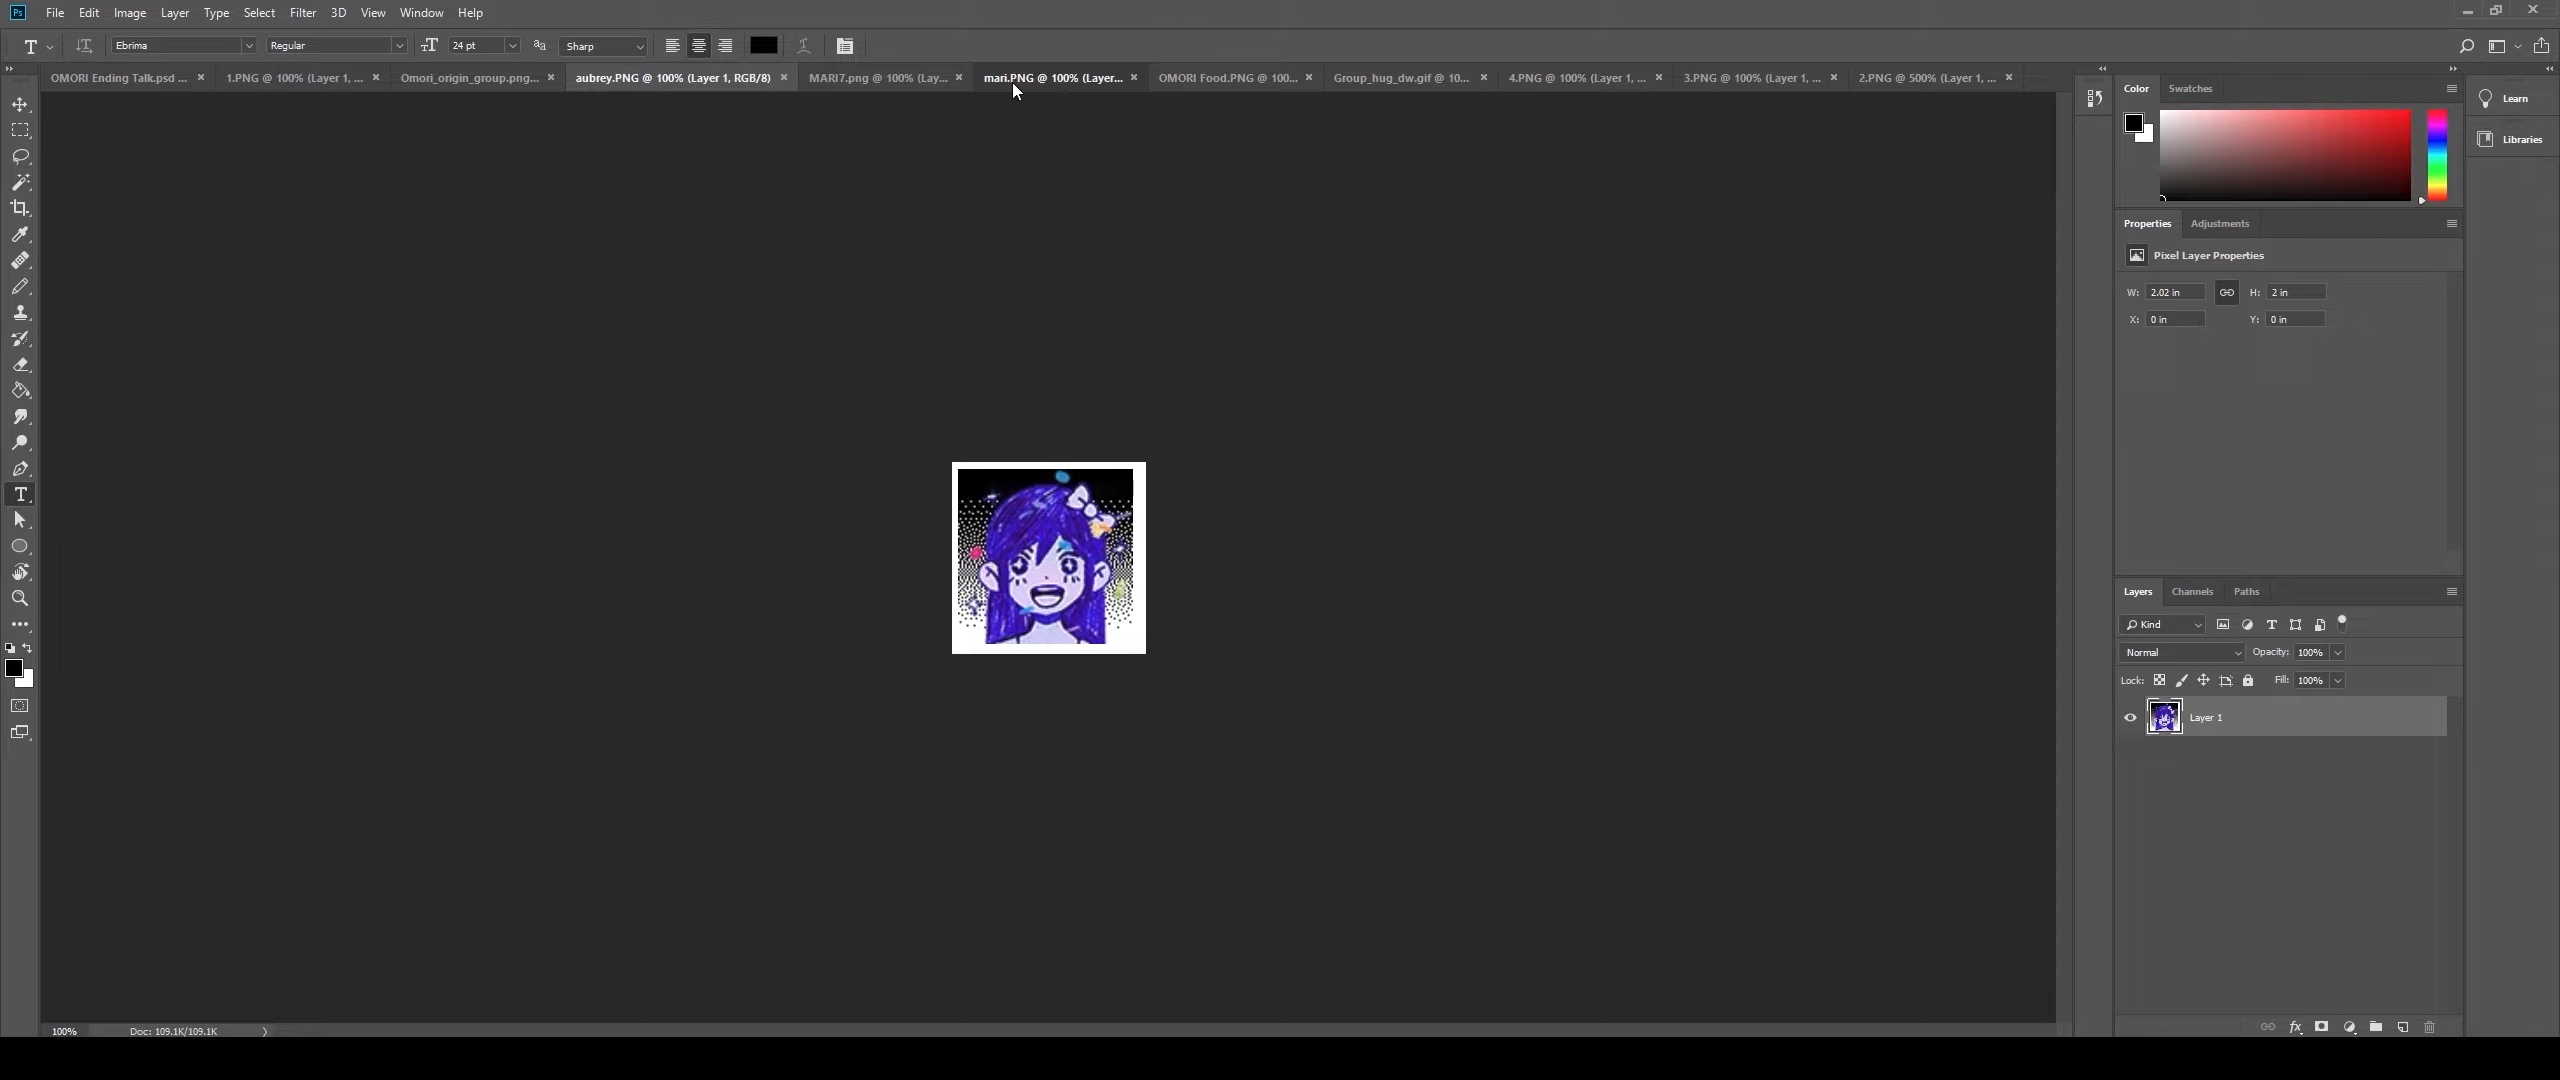 Ps File Edit Image Layer Type Select Filter 3D View Window Help
T Ebrima Regular 24 pt Sharp
OMORI Ending Talk.psd ... 1.PNG @ 100% (Layer 1, ... Omori_origin_group.png... aubrey.PNG @ 100% (Layer 1, RGB/8) MARI7.png @ 100% (Lay... mari.PNG @ 100% (Layer... OMORI Food.PNG @ 100... Group_hug_dw.gif @ 10... 4.PNG @ 100% (Layer 1, ... 3.PNG @ 100% (Layer 1, ... 2.PNG @ 500% (Layer 1, ...
Color Swatches
Learn
Libraries
Properties Adjustments
Pixel Layer Properties
W: 2.02 in H: 2 in
X: 0 in Y: 0 in
Layers Channels Paths
Kind
Normal Opacity: 100%
Lock: Fill: 100%
Layer 1
fx
100% Doc: 109.1K/109.1K